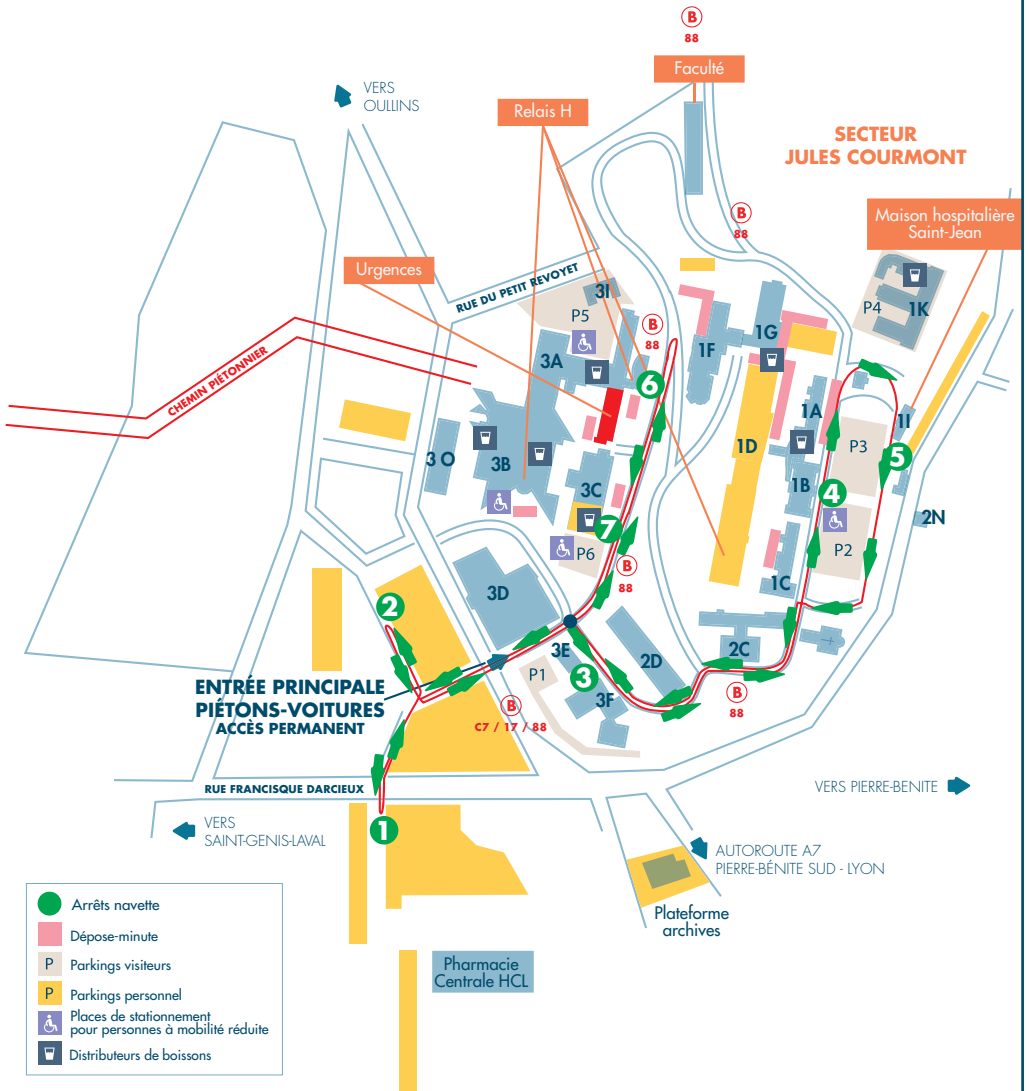 B
88
Faculté
VERS
OULLINS
Relais H
SECTEUR
JULES COURMONT
Maison hospitalière
Saint-Jean
B
88
Urgences
RUE DU PETIT REVOYET
3I
P5
P4
1K
B
88
1F
1G
3A
6
CHEMIN PIÉTONNIER
1A
1I
3 O
3B
1D
P3
5
3C
1B
4
7
2N
P6
P2
B
88
1C
3D
2
3E
2D
2C
P1
3
3F
ENTRÉE PRINCIPALE
PIÉTONS-VOITURES
ACCÈS PERMANENT
B
C7 / 17 / 88
B
88
RUE FRANCISQUE DARCIEUX
VERS PIERRE-BENITE
1
VERS
SAINT-GENIS-LAVAL
AUTOROUTE A7
PIERRE-BÉNITE SUD - LYON
Plateforme
archives
Pharmacie
Centrale HCL
Arrêts navette
Dépose-minute
P Parkings visiteurs
P Parkings personnel
Places de stationnement
pour personnes à mobilité réduite
Distributeurs de boissons